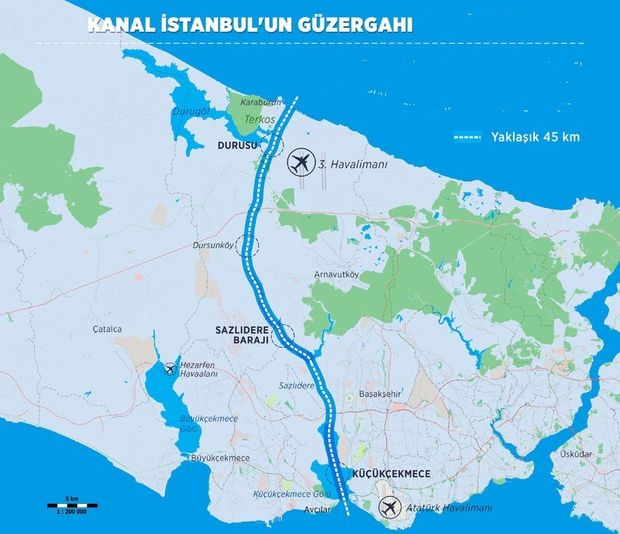 KANAL İSTANBUL'UN GÜZERGAHI
Karaburun
Durugöl
Terkos
Yaklaşık 45 km
DURUSU
3. Havalimanı
Dursunköy
Arnavutköy
Çatalca
SAZLIDERE
BARAJI
Hezarfen
Havaalanı
Sazlıdere
Başakşehir
Büyükçekmece
Gölü
Büyükçekmece
Üsküdar
KÜÇÜKÇEKMECE
Küçükçekmece Gölü
Avcılar
Atatürk Havalimanı
5 km
1 : 200 000